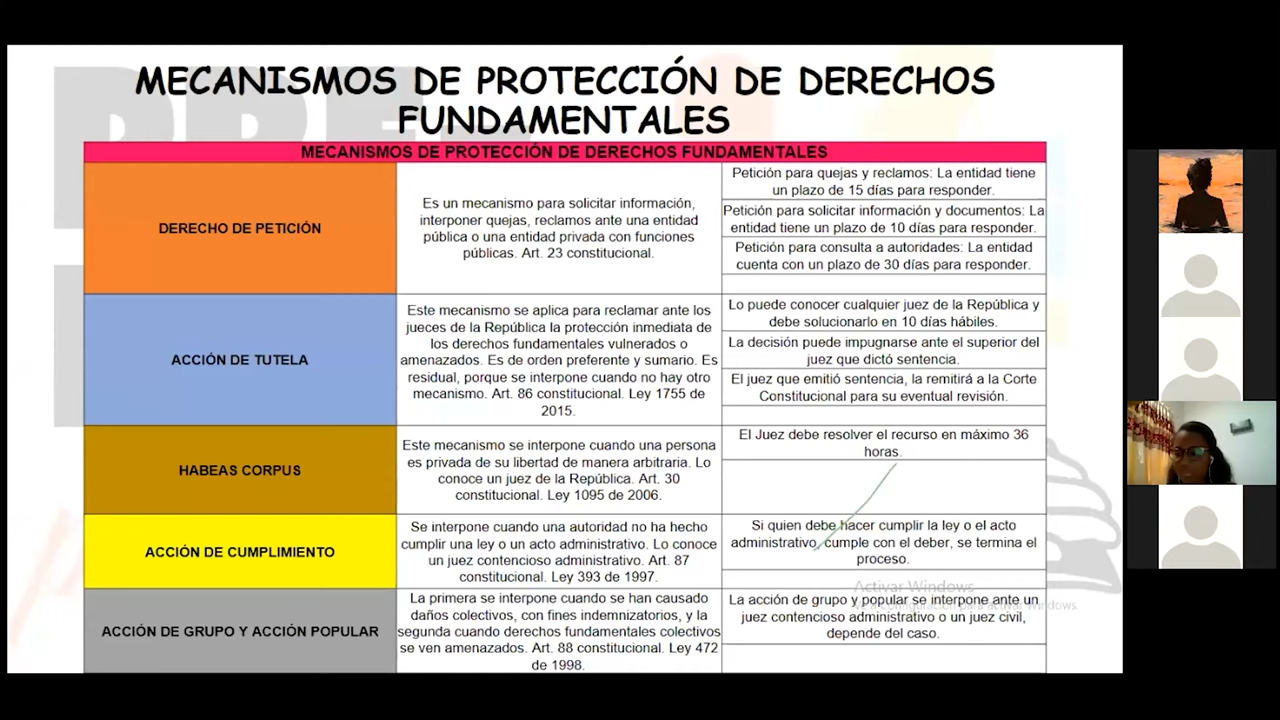 MECANISMOS DE PROTECCIÓN DE DERECHOS
FUNDAMENTALES
MECANISMOS DE PROTECCIÓN DE DERECHOS FUNDAMENTALES
DERECHO DE PETICIÓN
Es un mecanismo para solicitar información,
interponer quejas, reclamos ante una entidad
pública o una entidad privada con funciones
públicas. Art. 23 constitucional.
Petición para quejas y reclamos: La entidad tiene
un plazo de 15 días para responder.
Petición para solicitar información y documentos: La
entidad tiene un plazo de 10 días para responder.
Petición para consulta a autoridades: La entidad
cuenta con un plazo de 30 días para responder.
ACCIÓN DE TUTELA
Este mecanismo se aplica para reclamar ante los
jueces de la República la protección inmediata de
los derechos fundamentales vulnerados o
amenazados. Es de orden preferente y sumario. Es
residual, porque se interpone cuando no hay otro
mecanismo. Art. 86 constitucional. Ley 1755 de
2015.
Lo puede conocer cualquier juez de la República y
debe solucionarlo en 10 días hábiles.
La decisión puede impugnarse ante el superior del
juez que dictó sentencia.
El juez que emitió sentencia, la remitirá a la Corte
Constitucional para su eventual revisión.
HABEAS CORPUS
Este mecanismo se interpone cuando una persona
es privada de su libertad de manera arbitraria. Lo
conoce un juez de la República. Art. 30
constitucional. Ley 1095 de 2006.
El Juez debe resolver el recurso en máximo 36
horas.
ACCIÓN DE CUMPLIMIENTO
Se interpone cuando una autoridad no ha hecho
cumplir una ley o un acto administrativo. Lo conoce
un juez contencioso administrativo. Art. 87
constitucional. Ley 393 de 1997.
Si quien debe hacer cumplir la ley o el acto
administrativo, cumple con el deber, se termina el
proceso.
ACCIÓN DE GRUPO Y ACCIÓN POPULAR
La primera se interpone cuando se han causado
daños colectivos, con fines indemnizatorios, y la
segunda cuando derechos fundamentales colectivos
se ven amenazados. Art. 88 constitucional. Ley 472
de 1998.
La acción de grupo y popular se interpone ante un
juez contencioso administrativo o un juez civil,
depende del caso.
Activar Windows
configuración para activar Windows.